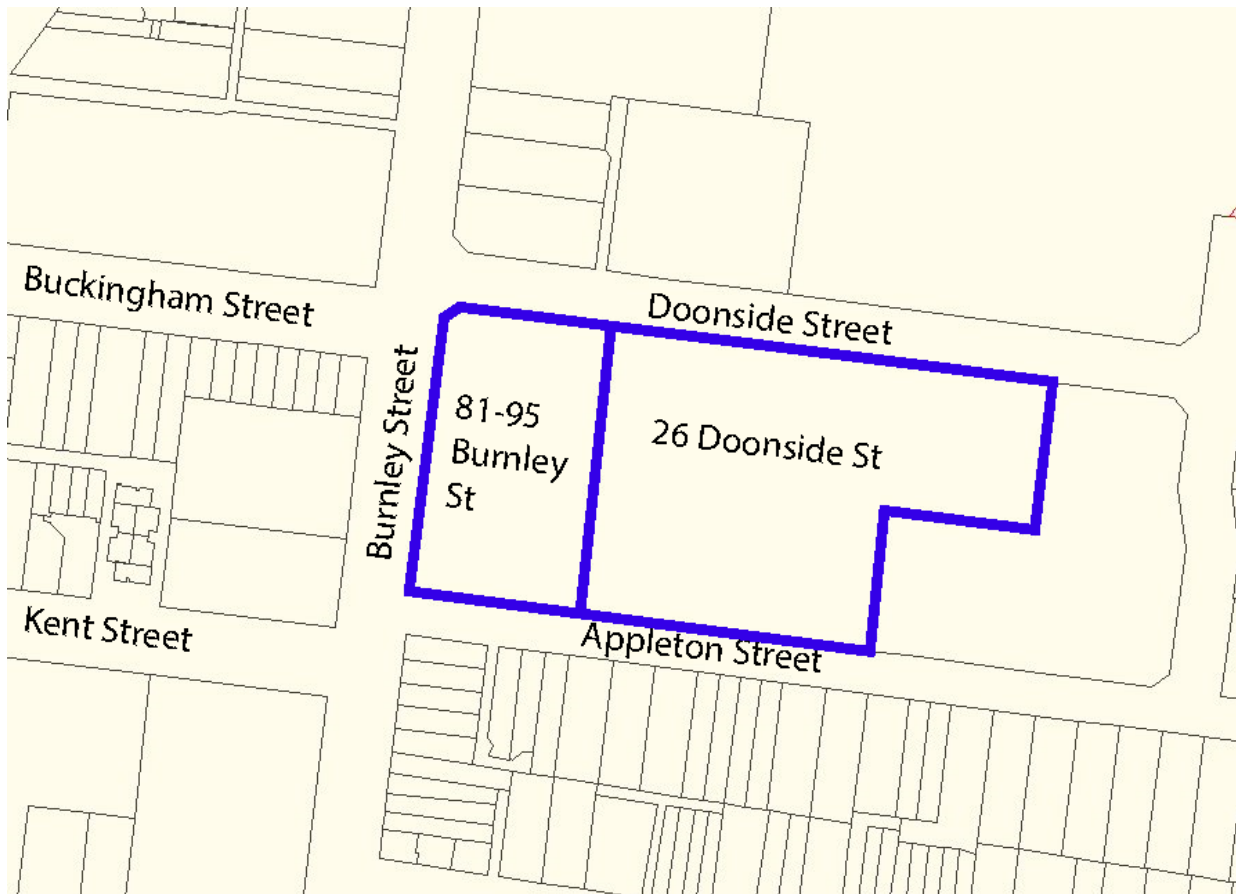 Buckingham Street
Doonside Street
Burnley Street
81-95
Burnley
St
26 Doonside St
Kent Street
Appleton Street